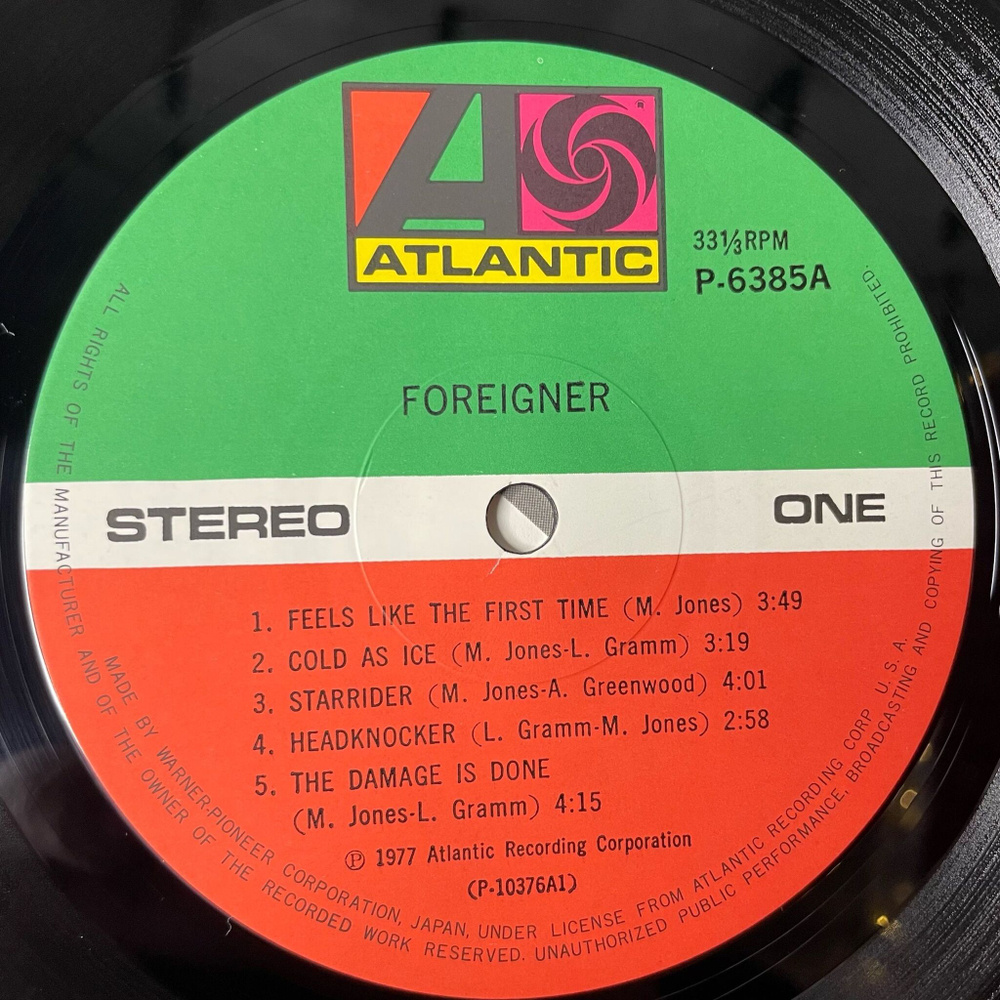 ATLANTIC
®
33⅓RPM
P-6385A
FOREIGNER
STEREO
ONE
1. FEELS LIKE THE FIRST TIME (M. Jones) 3:49
2. COLD AS ICE (M. Jones-L. Gramm) 3:19
3. STARRIDER (M. Jones-A. Greenwood) 4:01
4. HEADKNOCKER (L. Gramm-M. Jones) 2:58
5. THE DAMAGE IS DONE
(M. Jones-L. Gramm) 4:15
℗ 1977 Atlantic Recording Corporation
(P-10376A1)
MADE BY WARNER-PIONEER CORPORATION, JAPAN, UNDER LICENSE FROM ATLANTIC RECORDING CORP. U. S. A.
ALL RIGHTS OF THE MANUFACTURER AND OF THE OWNER OF THE RECORDED WORK RESERVED. UNAUTHORIZED PUBLIC PERFORMANCE, BROADCASTING AND COPYING OF THIS RECORD PROHIBITED.